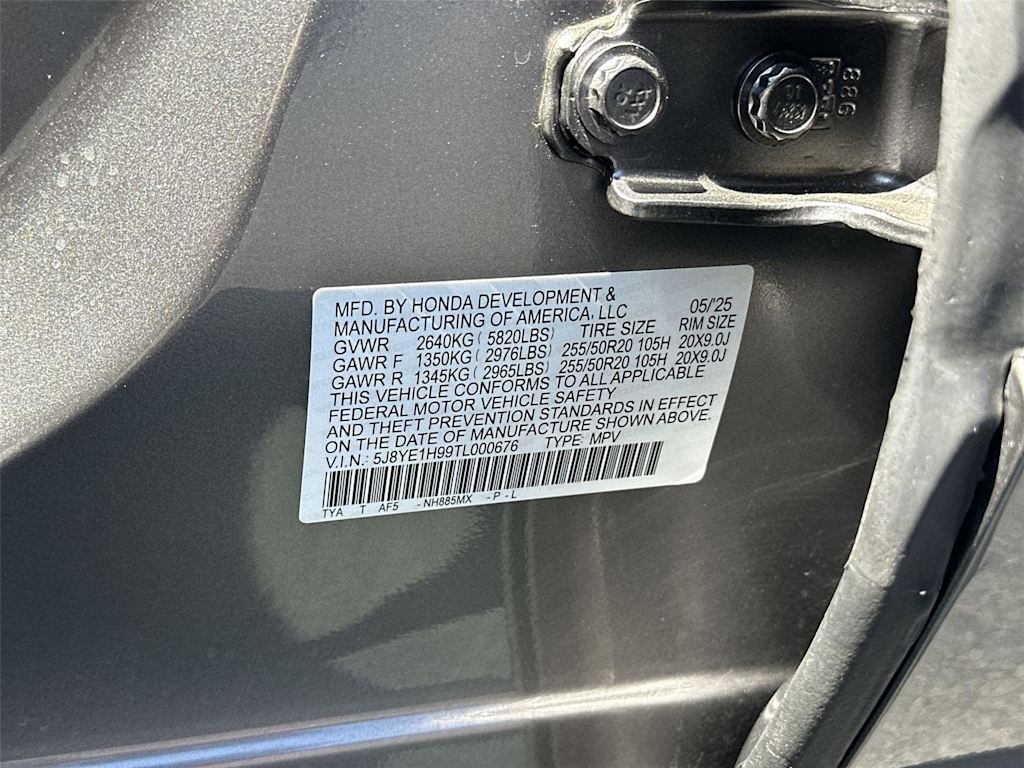 MFD. BY HONDA DEVELOPMENT & 05/'25
MANUFACTURING OF AMERICA, LLC
GVWR 2640KG ( 5820LBS) TIRE SIZE RIM SIZE
GAWR F 1350KG ( 2976LBS) 255/50R20 105H 20X9.0J
GAWR R 1345KG ( 2965LBS) 255/50R20 105H 20X9.0J
THIS VEHICLE CONFORMS TO ALL APPLICABLE
FEDERAL MOTOR VEHICLE SAFETY
AND THEFT PREVENTION STANDARDS IN EFFECT
ON THE DATE OF MANUFACTURE SHOWN ABOVE.
V.I.N.: 5J8YE1H99TL000676 TYPE: MPV
TYA T AF5 - NH885MX - P - L